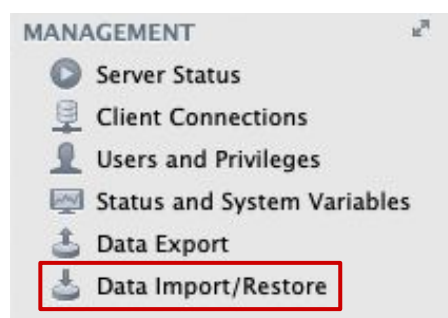 MANAGEMENT
Server Status
Client Connections
Users and Privileges
Status and System Variables
Data Export
Data Import/Restore